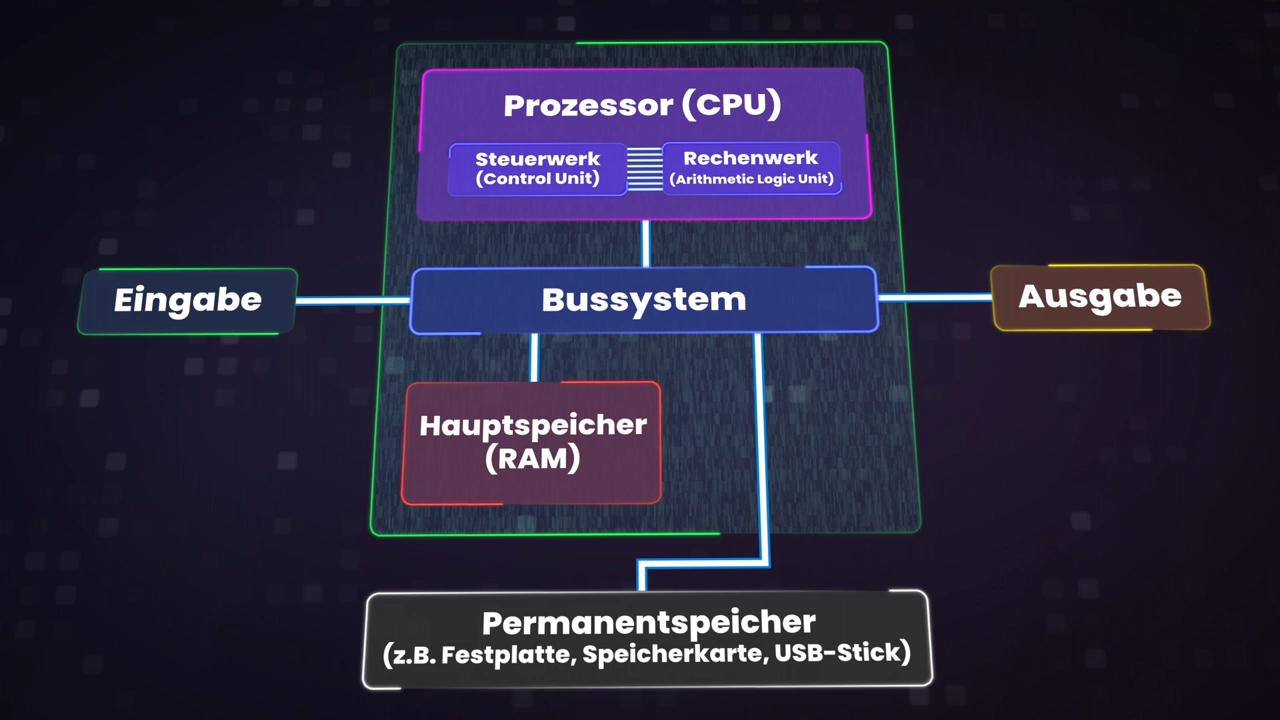 Prozessor (CPU)
Steuerwerk
(Control Unit)
Rechenwerk
(Arithmetic Logic Unit)
Eingabe
Bussystem
Ausgabe
Hauptspeicher
(RAM)
Permanentspeicher
(z.B. Festplatte, Speicherkarte, USB-Stick)